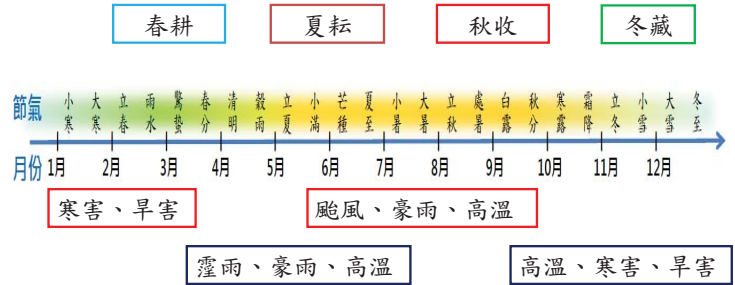 春耕 夏耘 秋收 冬藏
節氣 小寒 大寒 立春 雨水 驚蟄 春分 清明 穀雨 立夏 小滿 芒種 夏至 小暑 大暑 立秋 處暑 白露 秋分 寒露 霜降 立冬 小雪 大雪 冬至
月份 1月 2月 3月 4月 5月 6月 7月 8月 9月 10月 11月 12月
寒害、旱害 颱風、豪雨、高溫
霪雨、豪雨、高溫 高溫、寒害、旱害